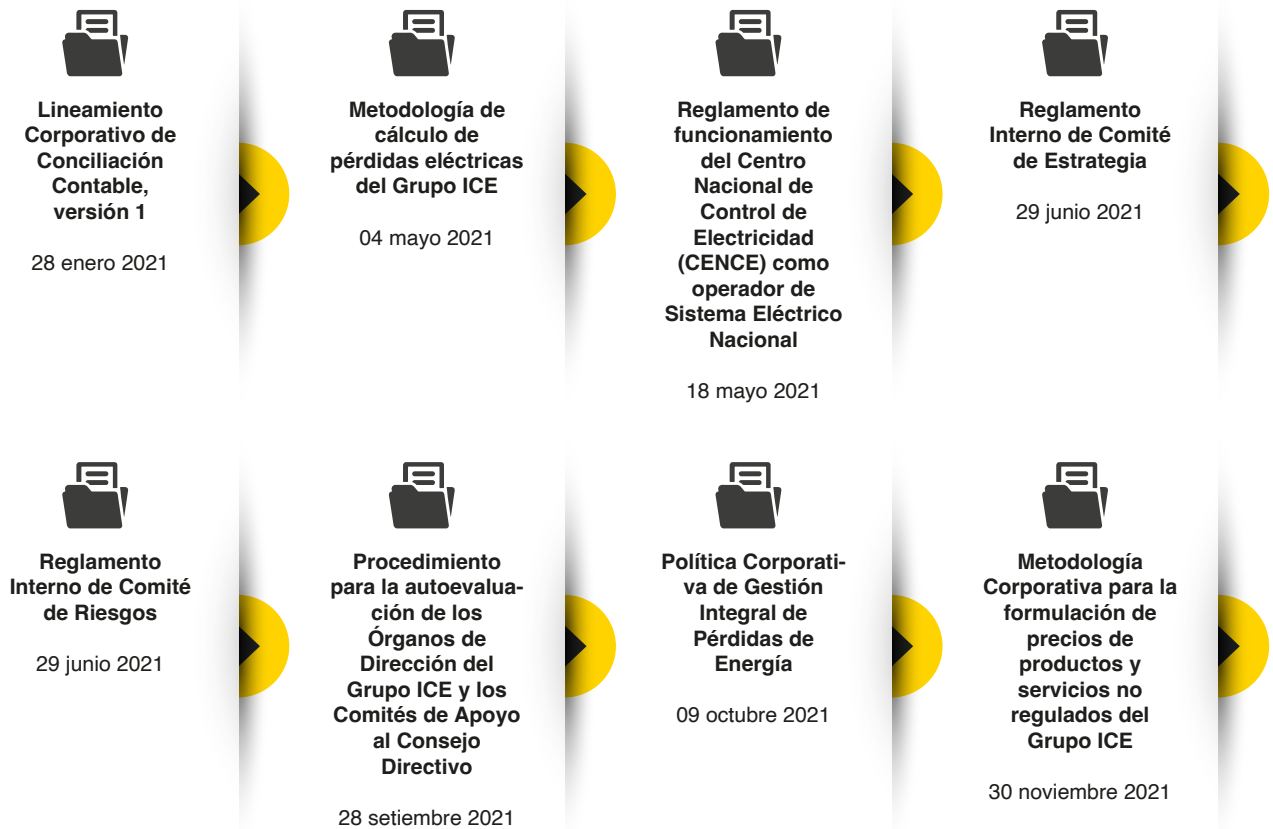 Lineamiento
Corporativo de
Conciliación
Contable,
versión 1
28 enero 2021
Metodología de
cálculo de
pérdidas eléctricas
del Grupo ICE
04 mayo 2021
Reglamento de
funcionamiento
del Centro
Nacional de
Control de
Electricidad
(CENCE) como
operador de
Sistema Eléctrico
Nacional
18 mayo 2021
Reglamento
Interno de Comité
de Estrategia
29 junio 2021
Reglamento
Interno de Comité
de Riesgos
29 junio 2021
Procedimiento
para la autoevalua-
ción de los
Órganos de
Dirección del
Grupo ICE y los
Comités de Apoyo
al Consejo
Directivo
28 setiembre 2021
Política Corporati-
va de Gestión
Integral de
Pérdidas de
Energía
09 octubre 2021
Metodología
Corporativa para la
formulación de
precios de
productos y
servicios no
regulados del
Grupo ICE
30 noviembre 2021